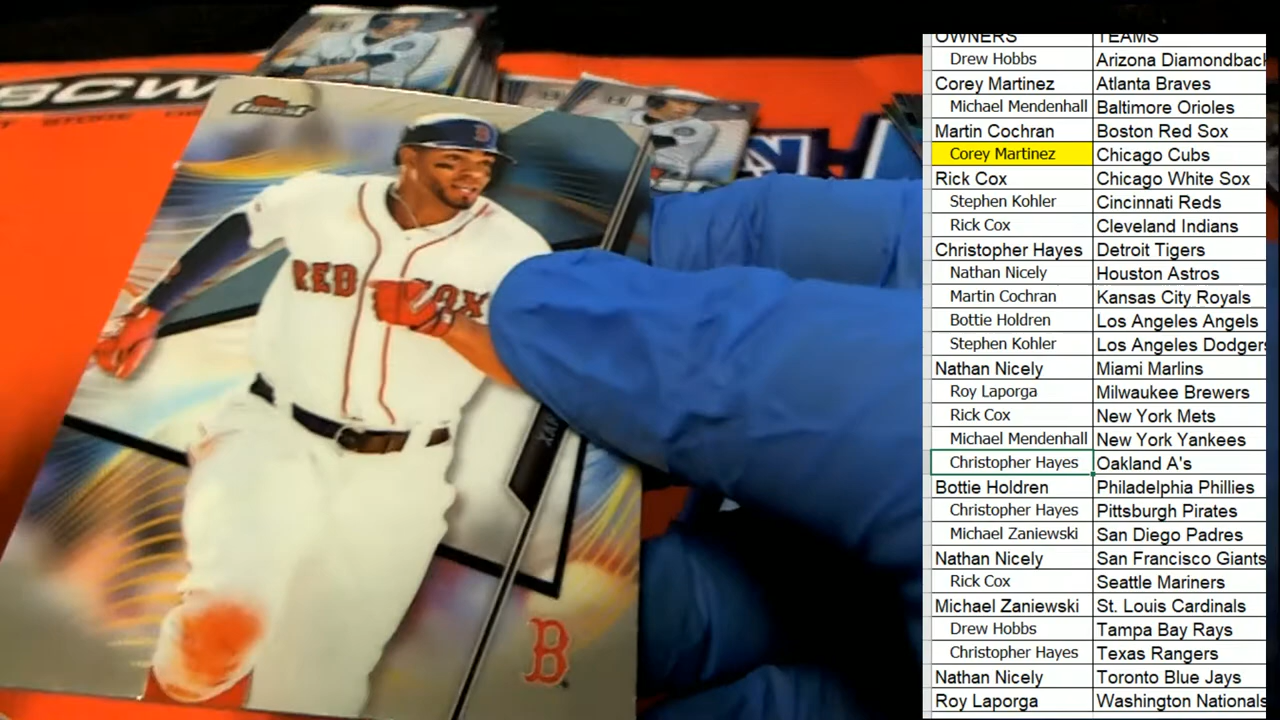 SCW
Topps
Finest
B
RED SOX
XA
B
OWNERS TEAMS
Drew Hobbs Arizona Diamondback
Corey Martinez Atlanta Braves
Michael Mendenhall Baltimore Orioles
Martin Cochran Boston Red Sox
Corey Martinez Chicago Cubs
Rick Cox Chicago White Sox
Stephen Kohler Cincinnati Reds
Rick Cox Cleveland Indians
Christopher Hayes Detroit Tigers
Nathan Nicely Houston Astros
Martin Cochran Kansas City Royals
Bottie Holdren Los Angeles Angels
Stephen Kohler Los Angeles Dodgers
Nathan Nicely Miami Marlins
Roy Laporga Milwaukee Brewers
Rick Cox New York Mets
Michael Mendenhall New York Yankees
Christopher Hayes Oakland A's
Bottie Holdren Philadelphia Phillies
Christopher Hayes Pittsburgh Pirates
Michael Zaniewski San Diego Padres
Nathan Nicely San Francisco Giants
Rick Cox Seattle Mariners
Michael Zaniewski St. Louis Cardinals
Drew Hobbs Tampa Bay Rays
Christopher Hayes Texas Rangers
Nathan Nicely Toronto Blue Jays
Roy Laporga Washington Nationals